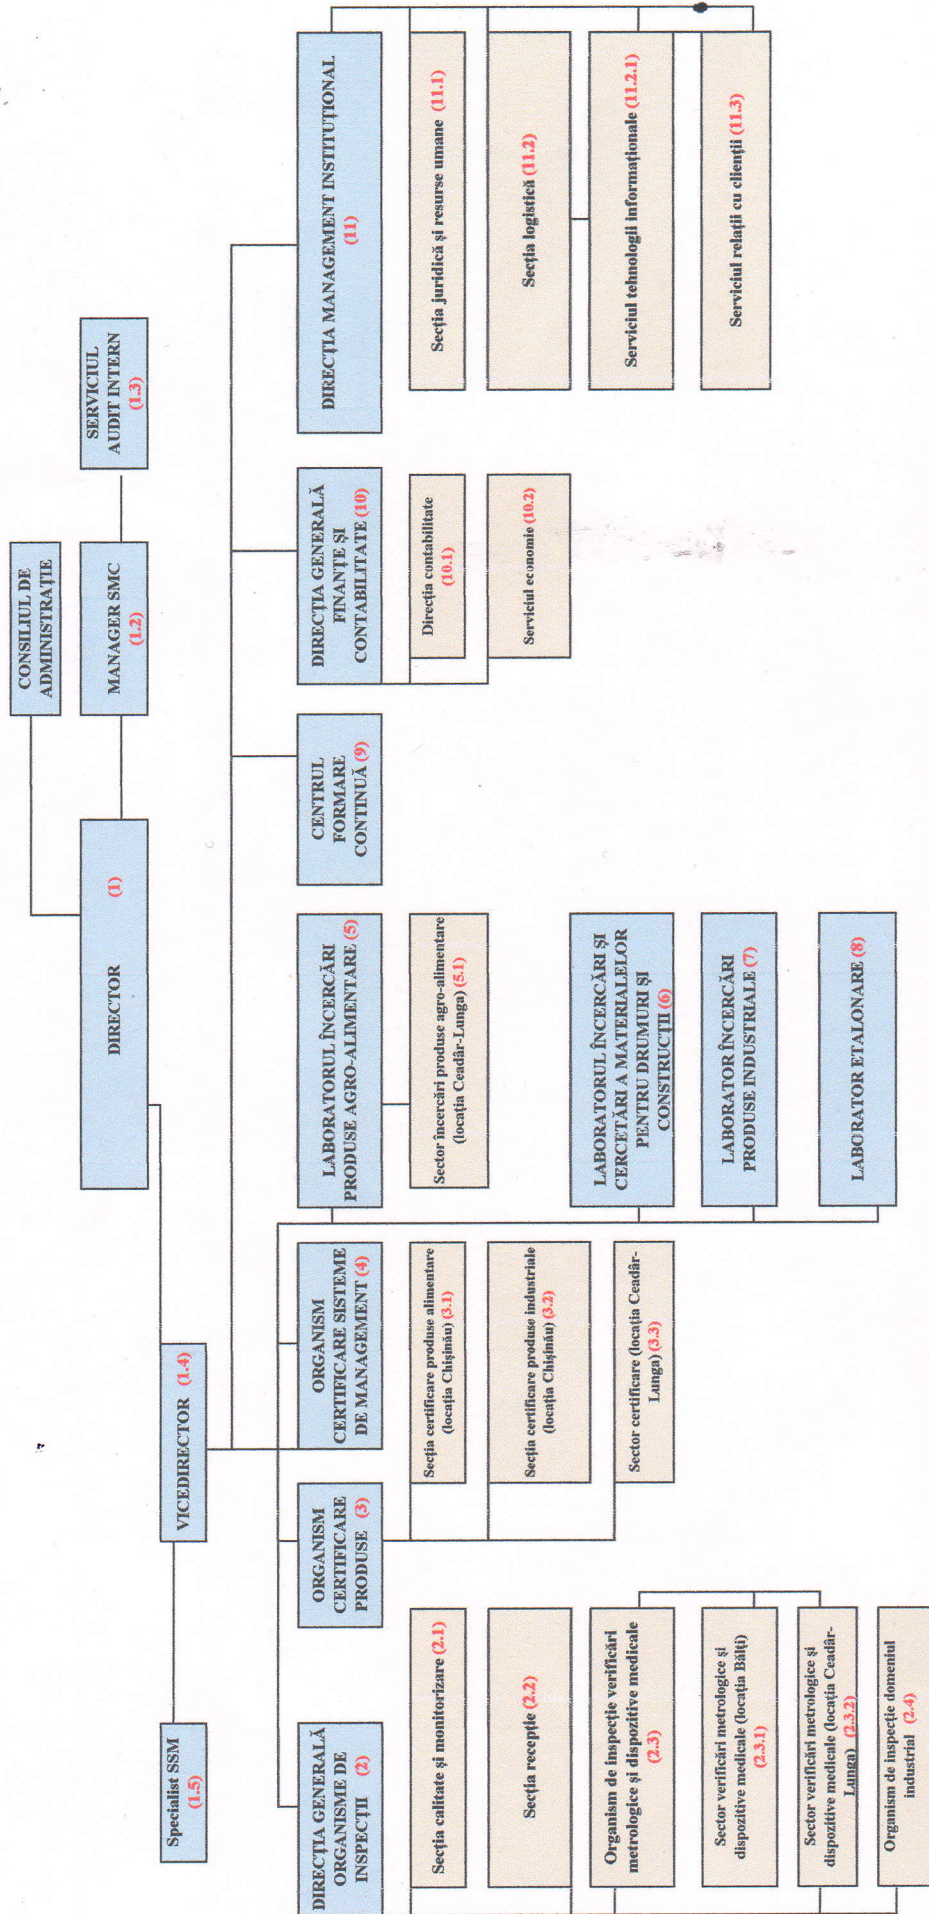 CONSILIUL DE
ADMINISTRAȚIE
SERVICIUL
AUDIT INTERN
(1.3)
MANAGER SMC
(1.2)
DIRECTOR (1)
VICEDIRECTOR (1.4)
Specialist SSM
(1.5)
DIRECȚIA GENERALĂ
ORGANISME DE
INSPECȚII (2)
Secția calitate și monitorizare (2.1)
Secția recepție (2.2)
Organism de inspecție verificări
metrologice și dispozitive medicale
(2.3)
Sector verificări metrologice și
dispozitive medicale (locația Bălți)
(2.3.1)
Sector verificări metrologice și
dispozitive medicale (locația Ceadâr-
Lunga) (2.3.2)
Organism de inspecție domeniul
industrial (2.4)
ORGANISM
CERTIFICARE
PRODUSE (3)
Secția certificare produse alimentare
(locația Chișinău) (3.1)
Secția certificare produse industriale
(locația Chișinău) (3.2)
Sector certificare (locația Ceadâr-
Lunga) (3.3)
ORGANISM
CERTIFICARE SISTEME
DE MANAGEMENT (4)
LABORATORUL ÎNCERCĂRI
PRODUSE AGRO-ALIMENTARE (5)
Sector încercări produse agro-alimentare
(locația Ceadâr-Lunga) (5.1)
LABORATORUL ÎNCERCĂRI ȘI
CERCETĂRI A MATERIALELOR
PENTRU DRUMURI ȘI
CONSTRUCȚII (6)
LABORATOR ÎNCERCĂRI
PRODUSE INDUSTRIALE (7)
LABORATOR ETALONARE (8)
CENTRUL
FORMARE
CONTINUĂ (9)
DIRECȚIA GENERALĂ
FINANȚE ȘI
CONTABILITATE (10)
Direcția contabilitate
(10.1)
Serviciul economie (10.2)
DIRECȚIA MANAGEMENT INSTITUȚIONAL
(11)
Secția juridică și resurse umane (11.1)
Secția logistică (11.2)
Serviciul tehnologii informaționale (11.2.1)
Serviciul relații cu clienții (11.3)